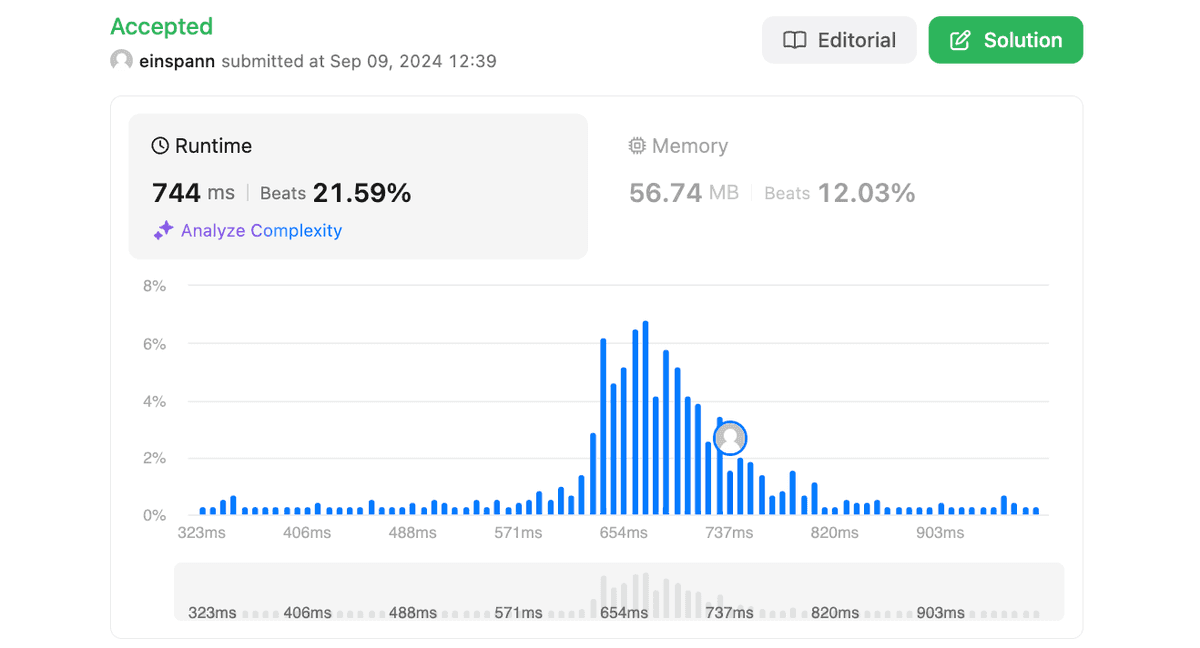 Accepted
einspann submitted at Sep 09, 2024 12:39
Editorial
Solution
Runtime
744 ms Beats 21.59%
Analyze Complexity
Memory
56.74 MB Beats 12.03%
8%
6%
4%
2%
0%
323ms 406ms 488ms 571ms 654ms 737ms 820ms 903ms
323ms 406ms 488ms 571ms 654ms 737ms 820ms 903ms